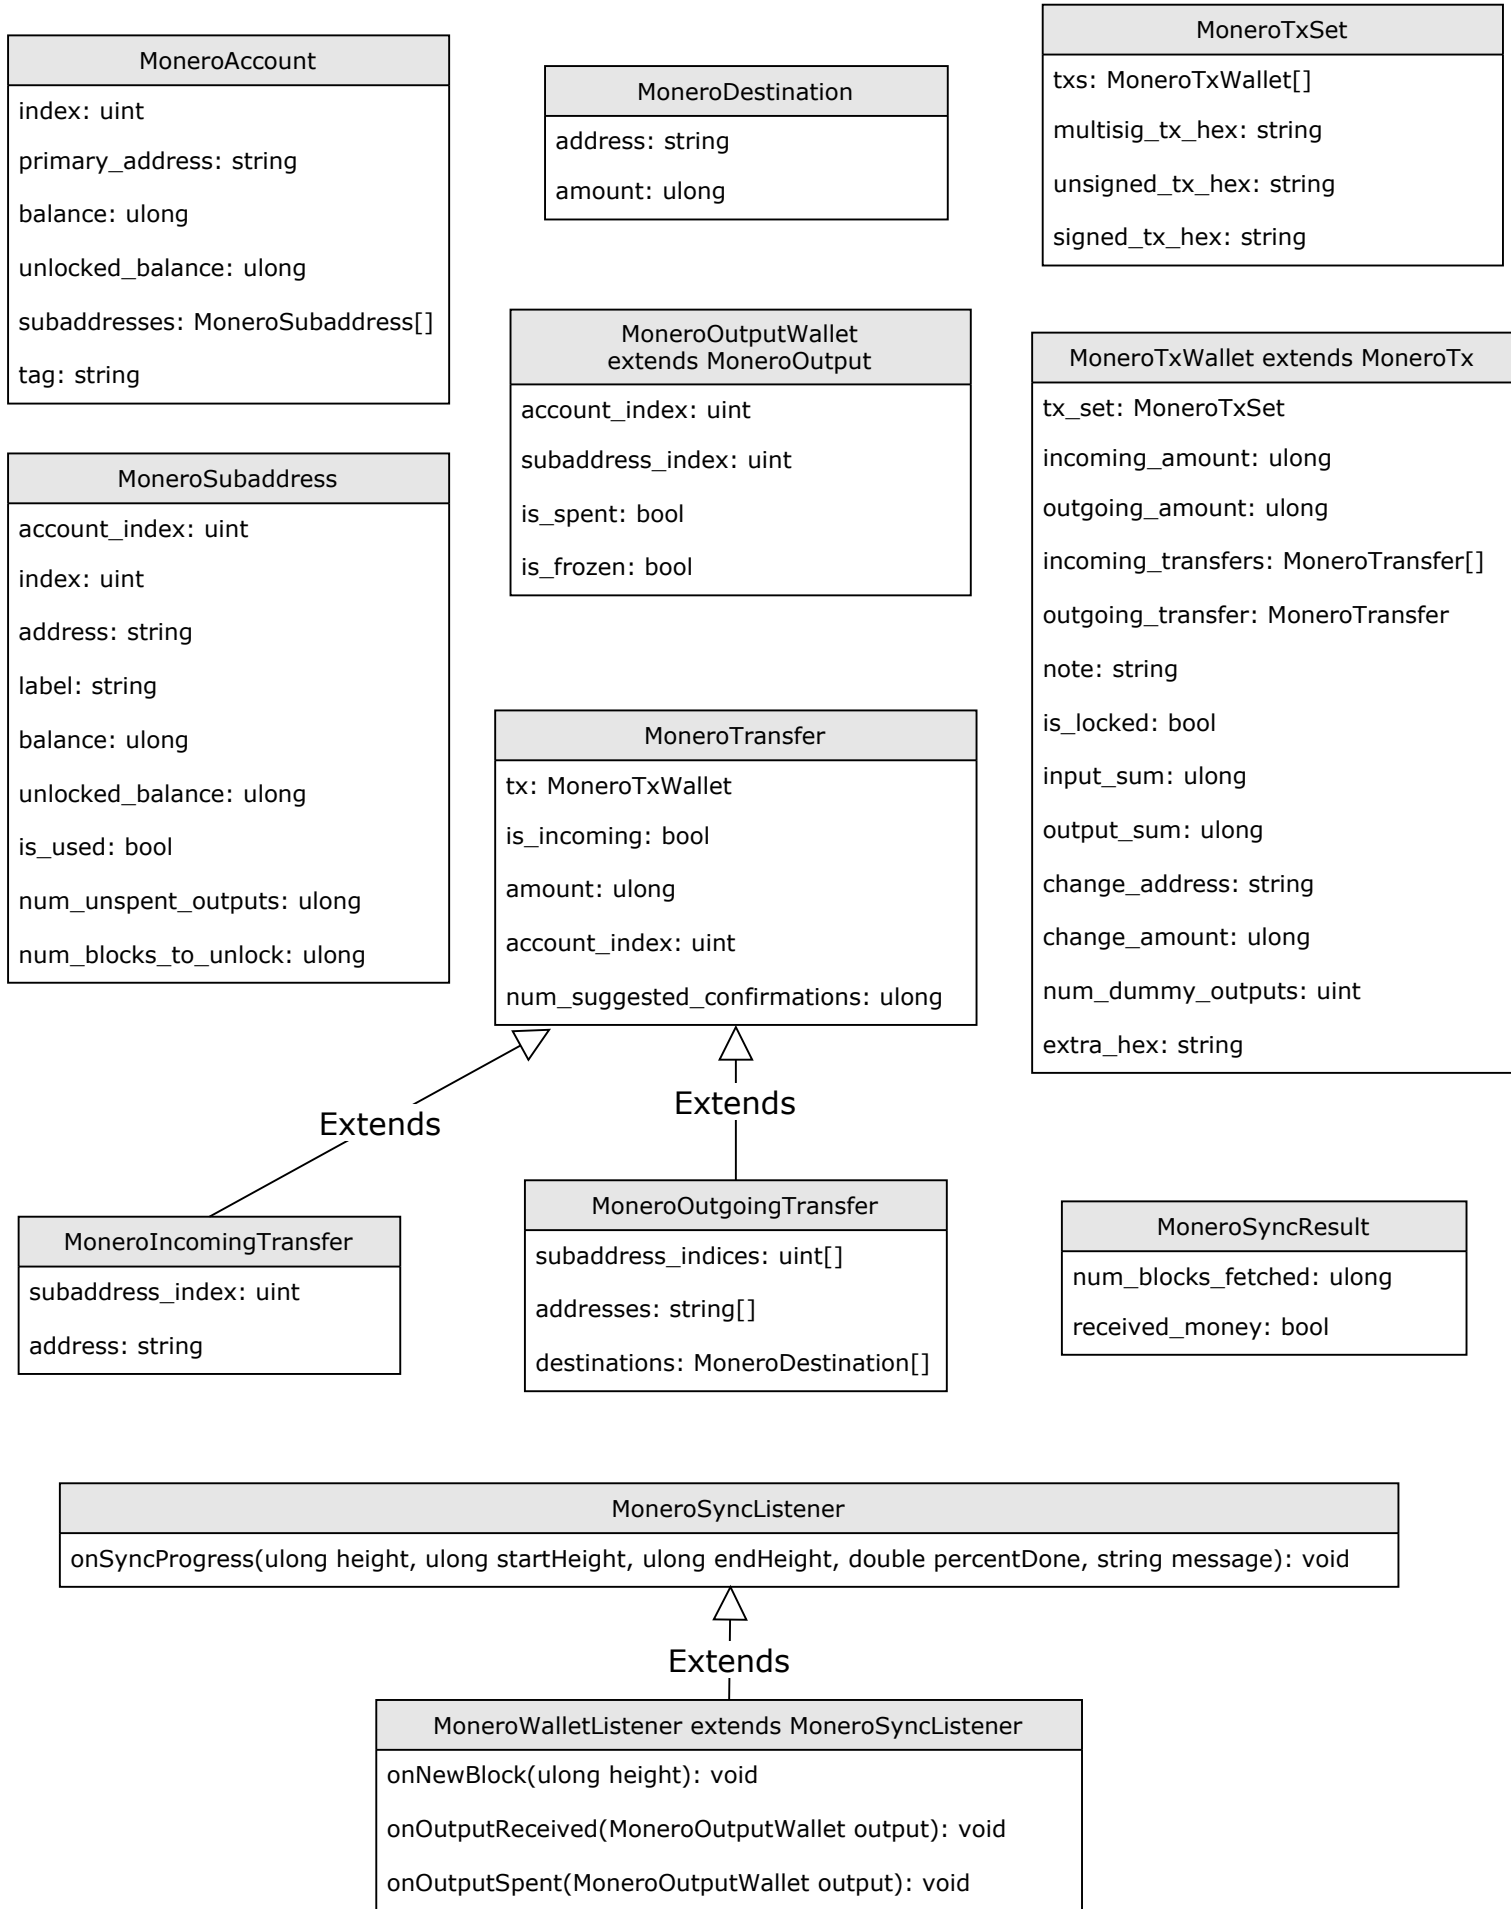 MoneroAccount
index: uint
primary_address: string
balance: ulong
unlocked_balance: ulong
subaddresses: MoneroSubaddress[]
tag: string
MoneroDestination
address: string
amount: ulong
MoneroTxSet
txs: MoneroTxWallet[]
multisig_tx_hex: string
unsigned_tx_hex: string
signed_tx_hex: string
MoneroSubaddress
account_index: uint
index: uint
address: string
label: string
balance: ulong
unlocked_balance: ulong
is_used: bool
num_unspent_outputs: ulong
num_blocks_to_unlock: ulong
MoneroOutputWallet
extends MoneroOutput
account_index: uint
subaddress_index: uint
is_spent: bool
is_frozen: bool
MoneroTxWallet extends MoneroTx
tx_set: MoneroTxSet
incoming_amount: ulong
outgoing_amount: ulong
incoming_transfers: MoneroTransfer[]
outgoing_transfer: MoneroTransfer
note: string
is_locked: bool
input_sum: ulong
output_sum: ulong
change_address: string
change_amount: ulong
num_dummy_outputs: uint
extra_hex: string
MoneroTransfer
tx: MoneroTxWallet
is_incoming: bool
amount: ulong
account_index: uint
num_suggested_confirmations: ulong
Extends
Extends
MoneroIncomingTransfer
subaddress_index: uint
address: string
MoneroOutgoingTransfer
subaddress_indices: uint[]
addresses: string[]
destinations: MoneroDestination[]
MoneroSyncResult
num_blocks_fetched: ulong
received_money: bool
MoneroSyncListener
onSyncProgress(ulong height, ulong startHeight, ulong endHeight, double percentDone, string message): void
Extends
MoneroWalletListener extends MoneroSyncListener
onNewBlock(ulong height): void
onOutputReceived(MoneroOutputWallet output): void
onOutputSpent(MoneroOutputWallet output): void